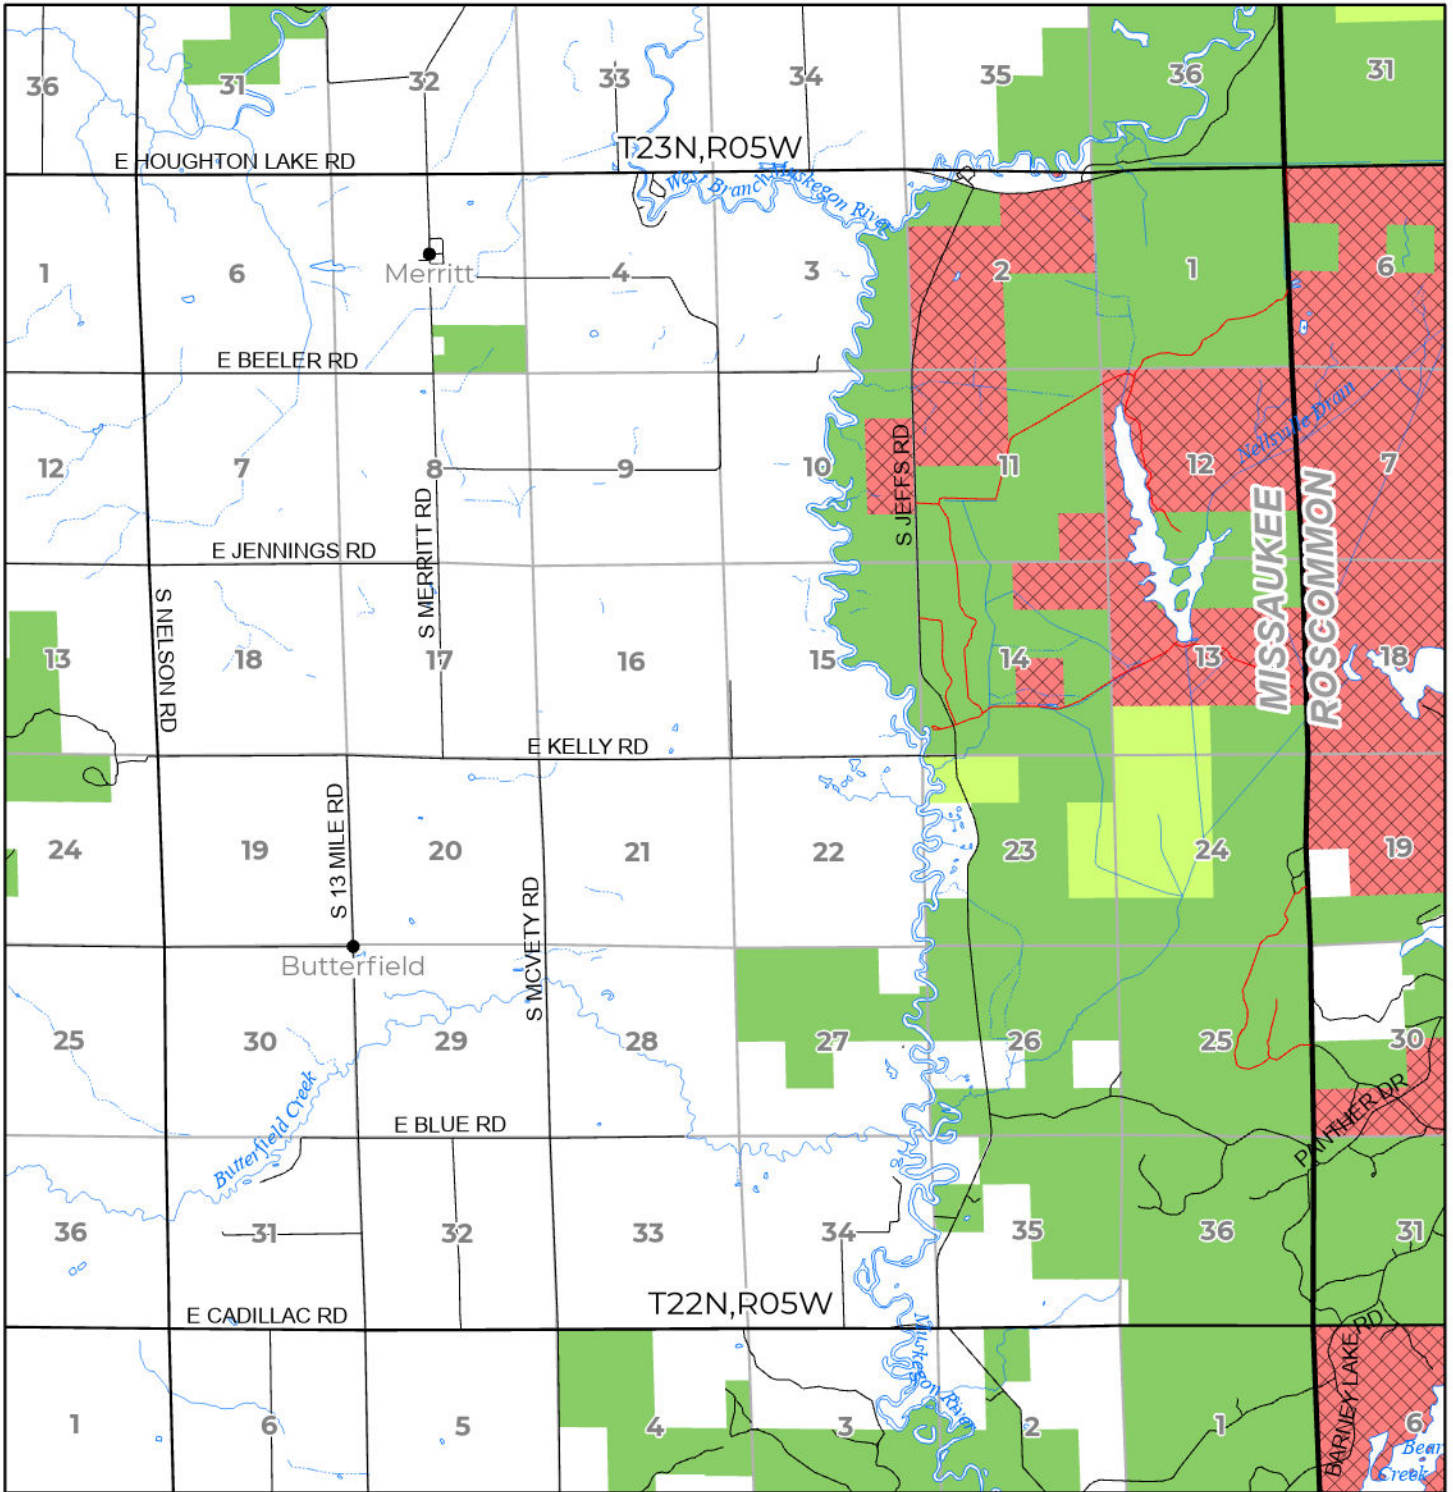 36 31 32 33 34 35 36 31
T23N,R05W
E HOUGHTON LAKE RD
West Branch Muskegon River
1 6 Merritt 4 3 2 1 6
E BEELER RD
Nellsville Drain
12 7 8 9 10 11 12 7
S JEFFS RD
S MERRITT RD
E JENNINGS RD
MISSAUKEE
ROSCOMMON
S NELSON RD
13 18 17 16 15 14 13 18
E KELLY RD
S 13 MILE RD
24 19 20 21 22 23 24 19
S MCVETY RD
Butterfield
25 30 29 28 27 26 25 30
Butterfield Creek
E BLUE RD
PANTHER DR
36 31 32 33 34 35 36 31
T22N,R05W
E CADILLAC RD
Muskegon River
BARNEY LAKE RD
1 6 5 4 3 2 1 6
Bear
Creek